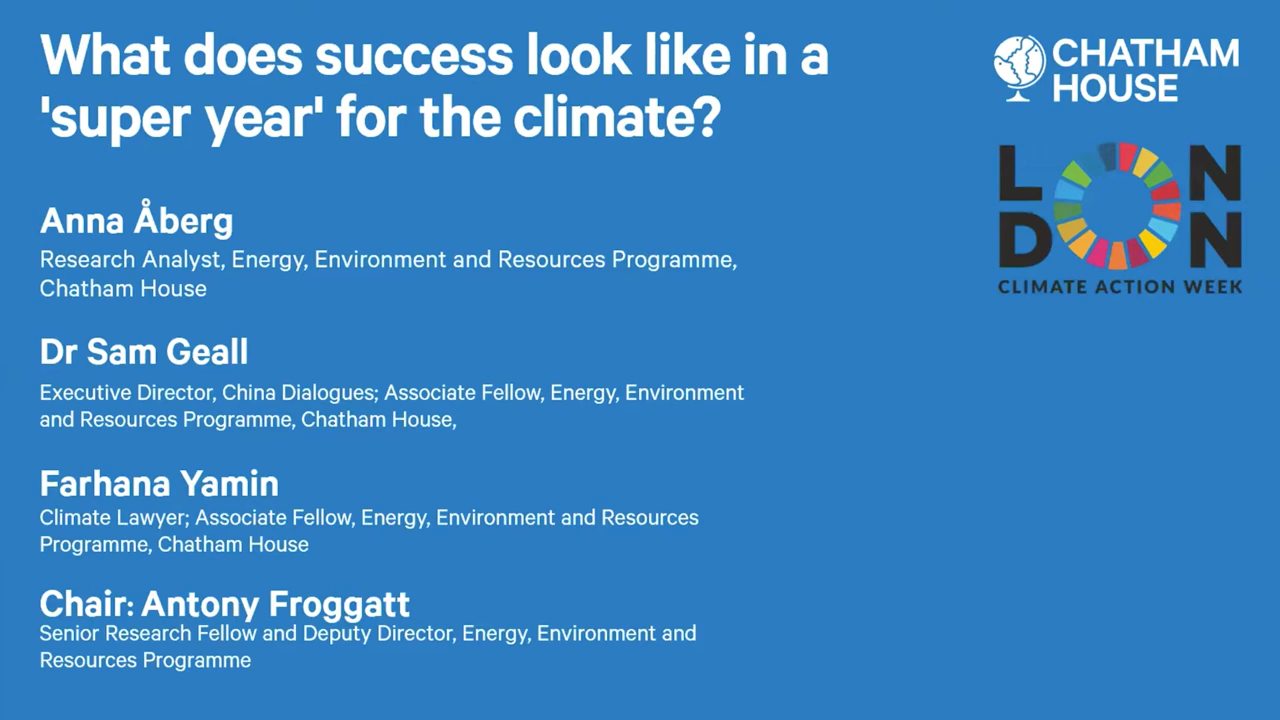 What does success look like in a
'super year' for the climate?
CHATHAM
HOUSE
LONDON
CLIMATE ACTION WEEK
Anna Åberg
Research Analyst, Energy, Environment and Resources Programme,
Chatham House
Dr Sam Geall
Executive Director, China Dialogues; Associate Fellow, Energy, Environment
and Resources Programme, Chatham House,
Farhana Yamin
Climate Lawyer; Associate Fellow, Energy, Environment and Resources
Programme, Chatham House
Chair: Antony Froggatt
Senior Research Fellow and Deputy Director, Energy, Environment and
Resources Programme